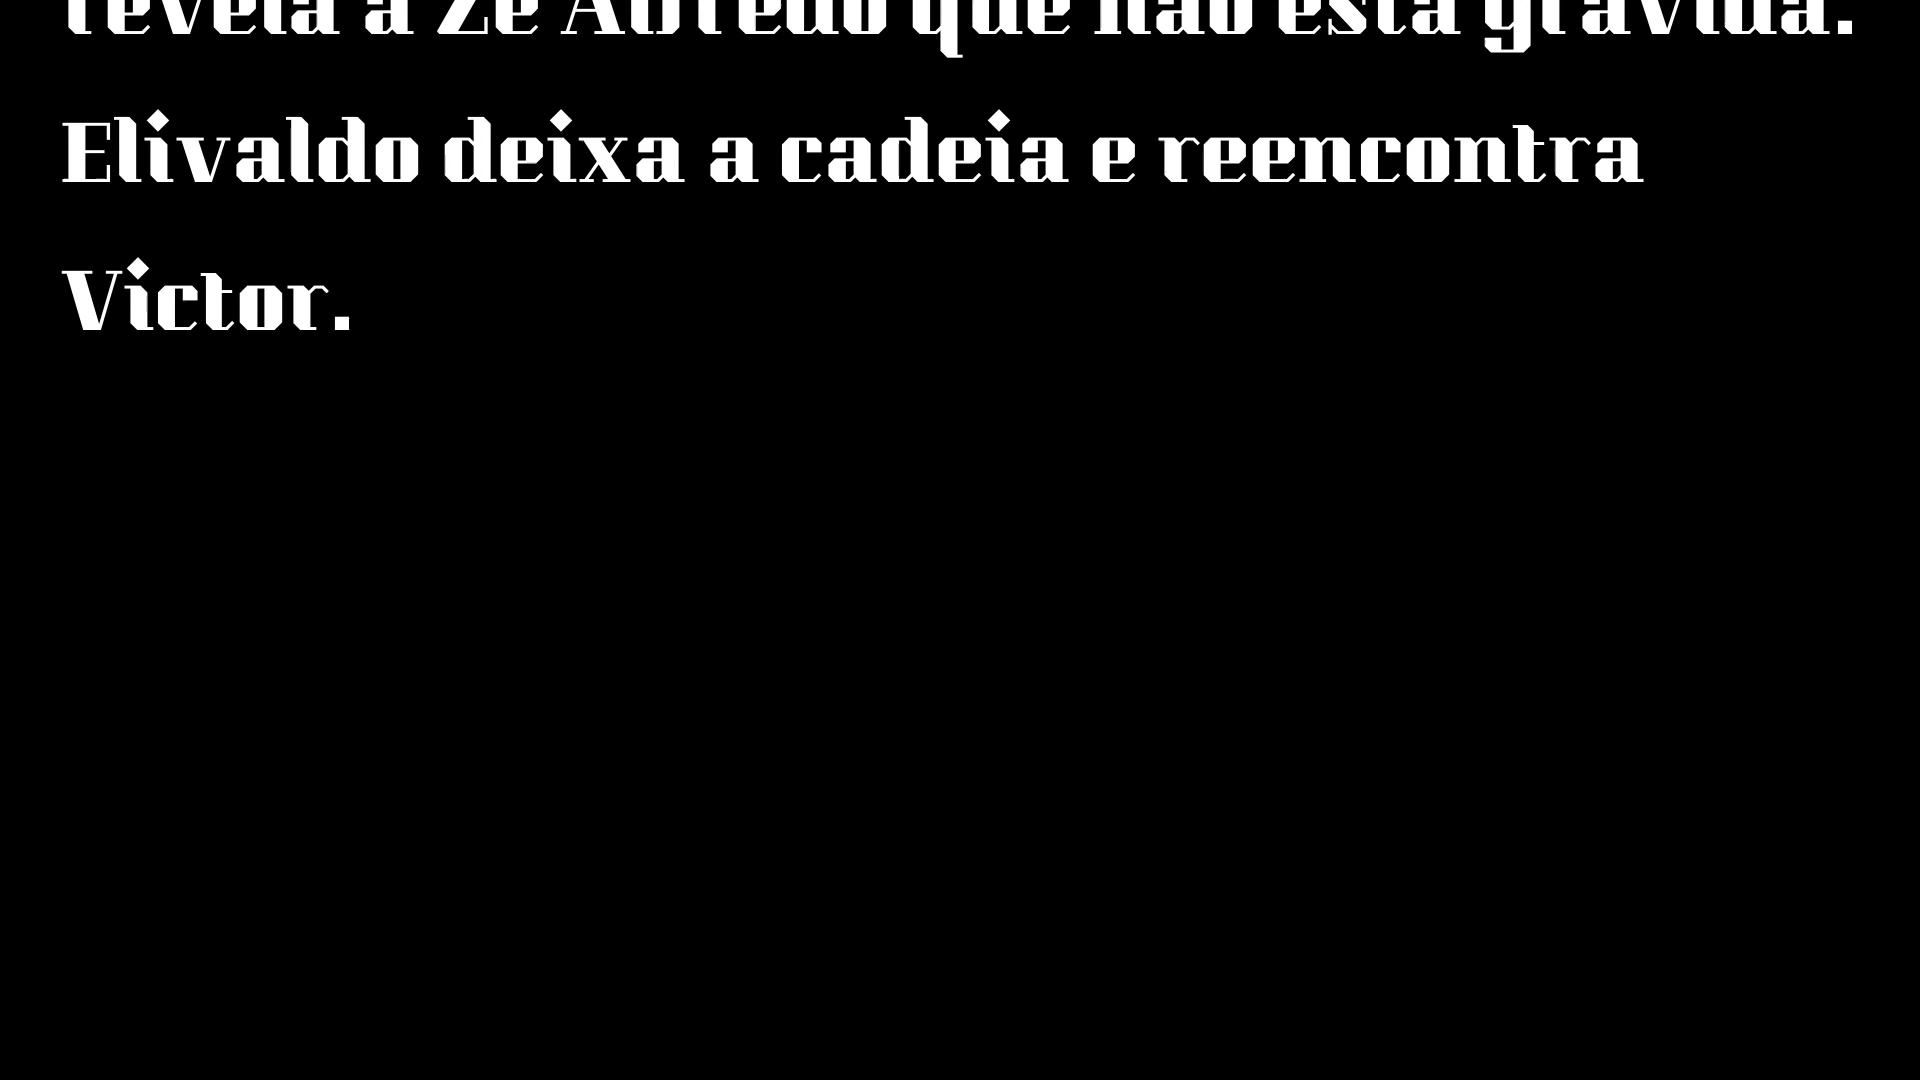 revela a Zé Alfredo que não está grávida.
Elivaldo deixa a cadeia e reencontra
Victor.